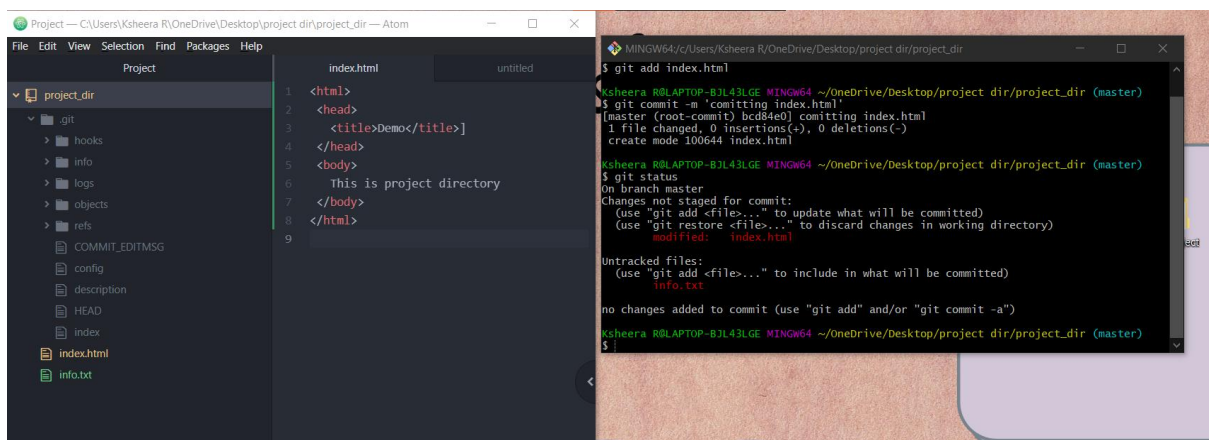 Project — C:\Users\Ksheera R\OneDrive\Desktop\project dir\project_dir — Atom
File Edit View Selection Find Packages Help
Project
project_dir
.git
hooks
info
logs
objects
refs
COMMIT_EDITMSG
config
description
HEAD
index
index.html
info.txt
index.html untitled
1 <html>
2 <head>
3 <title>Demo</title>]
4 </head>
5 <body>
6 This is project directory
7 </body>
8 </html>
9
MINGW64:/c/Users/Ksheera R/OneDrive/Desktop/project dir/project_dir
$ git add index.html
Ksheera R@LAPTOP-BJL43LGE MINGW64 ~/OneDrive/Desktop/project dir/project_dir (master)
$ git commit -m 'comitting index.html'
[master (root-commit) bcd84e0] comitting index.html
1 file changed, 0 insertions(+), 0 deletions(-)
create mode 100644 index.html
Ksheera R@LAPTOP-BJL43LGE MINGW64 ~/OneDrive/Desktop/project dir/project_dir (master)
$ git status
On branch master
Changes not staged for commit:
(use "git add <file>..." to update what will be committed)
(use "git restore <file>..." to discard changes in working directory)
modified: index.html
Untracked files:
(use "git add <file>..." to include in what will be committed)
info.txt
no changes added to commit (use "git add" and/or "git commit -a")
Ksheera R@LAPTOP-BJL43LGE MINGW64 ~/OneDrive/Desktop/project dir/project_dir (master)
$